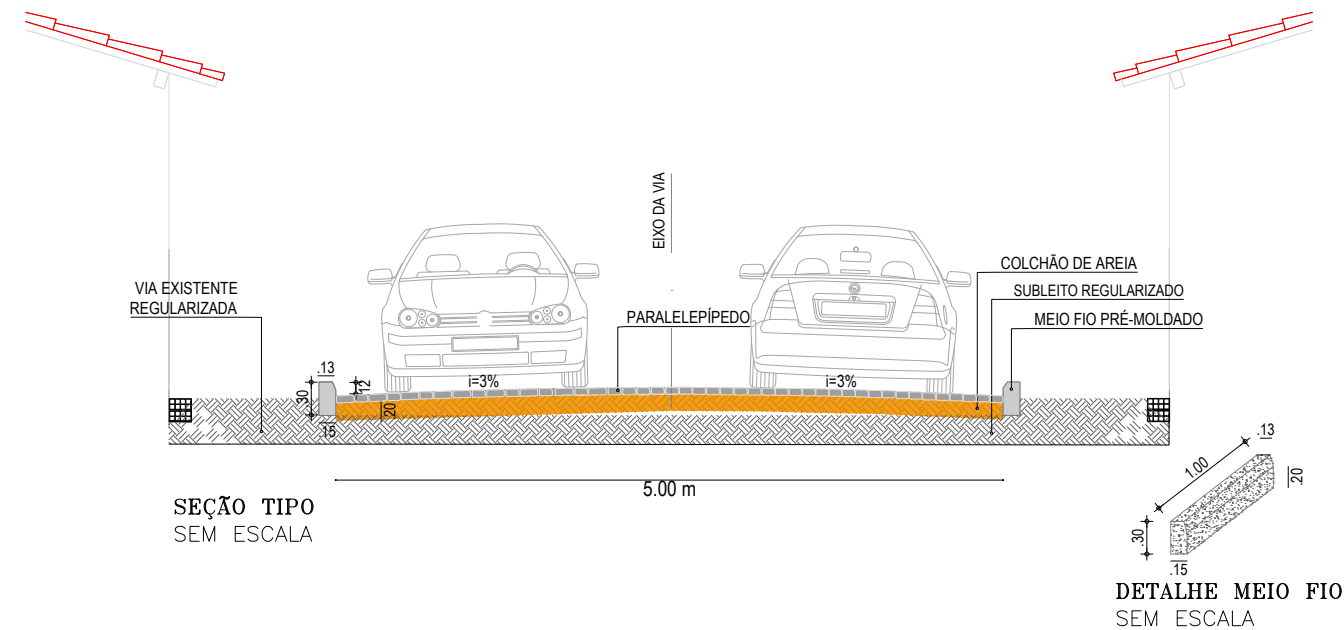 EIXO DA VIA
VIA EXISTENTE
REGULARIZADA
COLCHÃO DE AREIA
SUBLEITO REGULARIZADO
PARALELEPÍPEDO
MEIO FIO PRÉ-MOLDADO
.13
.12
.30
i=3%
i=3%
.20
.15
5.00 m
SEÇÃO TIPO
SEM ESCALA
.13
1.00
.20
.30
.15
DETALHE MEIO FIO
SEM ESCALA